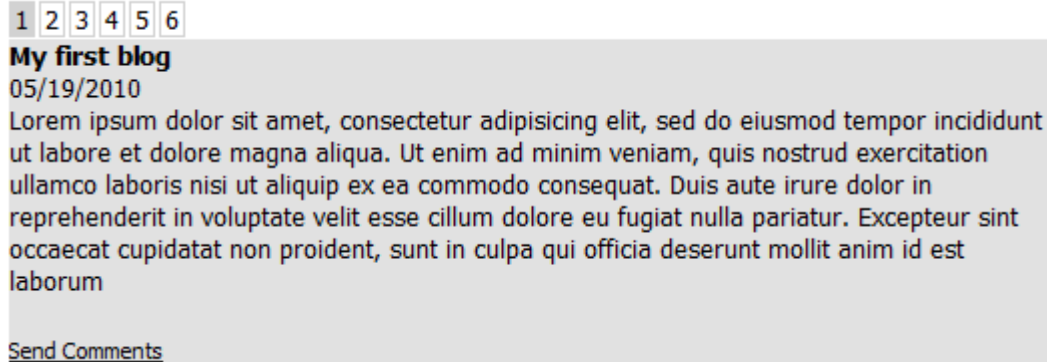 1 2 3 4 5 6
My first blog
05/19/2010
Lorem ipsum dolor sit amet, consectetur adipisicing elit, sed do eiusmod tempor incididunt
ut labore et dolore magna aliqua. Ut enim ad minim veniam, quis nostrud exercitation
ullamco laboris nisi ut aliquip ex ea commodo consequat. Duis aute irure dolor in
reprehenderit in voluptate velit esse cillum dolore eu fugiat nulla pariatur. Excepteur sint
occaecat cupidatat non proident, sunt in culpa qui officia deserunt mollit anim id est
laborum
Send Comments